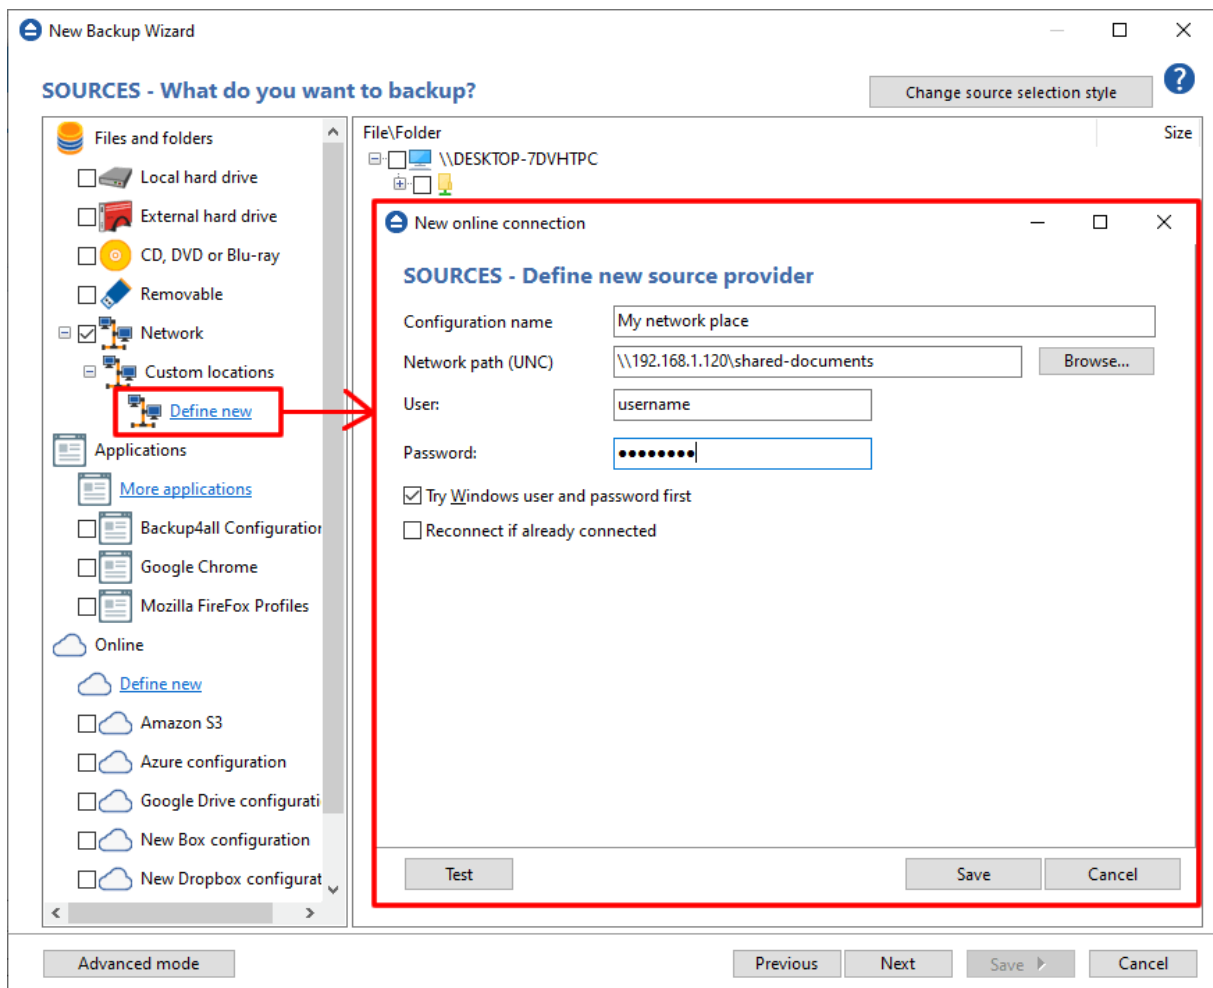 New Backup Wizard
SOURCES - What do you want to backup?
Change source selection style
?
Files and folders
Local hard drive
External hard drive
CD, DVD or Blu-ray
Removable
Network
Custom locations
Define new
Applications
More applications
Backup4all Configuration
Google Chrome
Mozilla FireFox Profiles
Online
Define new
Amazon S3
Azure configuration
Google Drive configurati
New Box configuration
New Dropbox configurat
File\Folder
Size
\\DESKTOP-7DVHTPC
New online connection
SOURCES - Define new source provider
Configuration name
My network place
Network path (UNC)
\\192.168.1.120\shared-documents
Browse...
User:
username
Password:
●●●●●●●●
Try Windows user and password first
Reconnect if already connected
Test
Save
Cancel
Advanced mode
Previous
Next
Save
Cancel